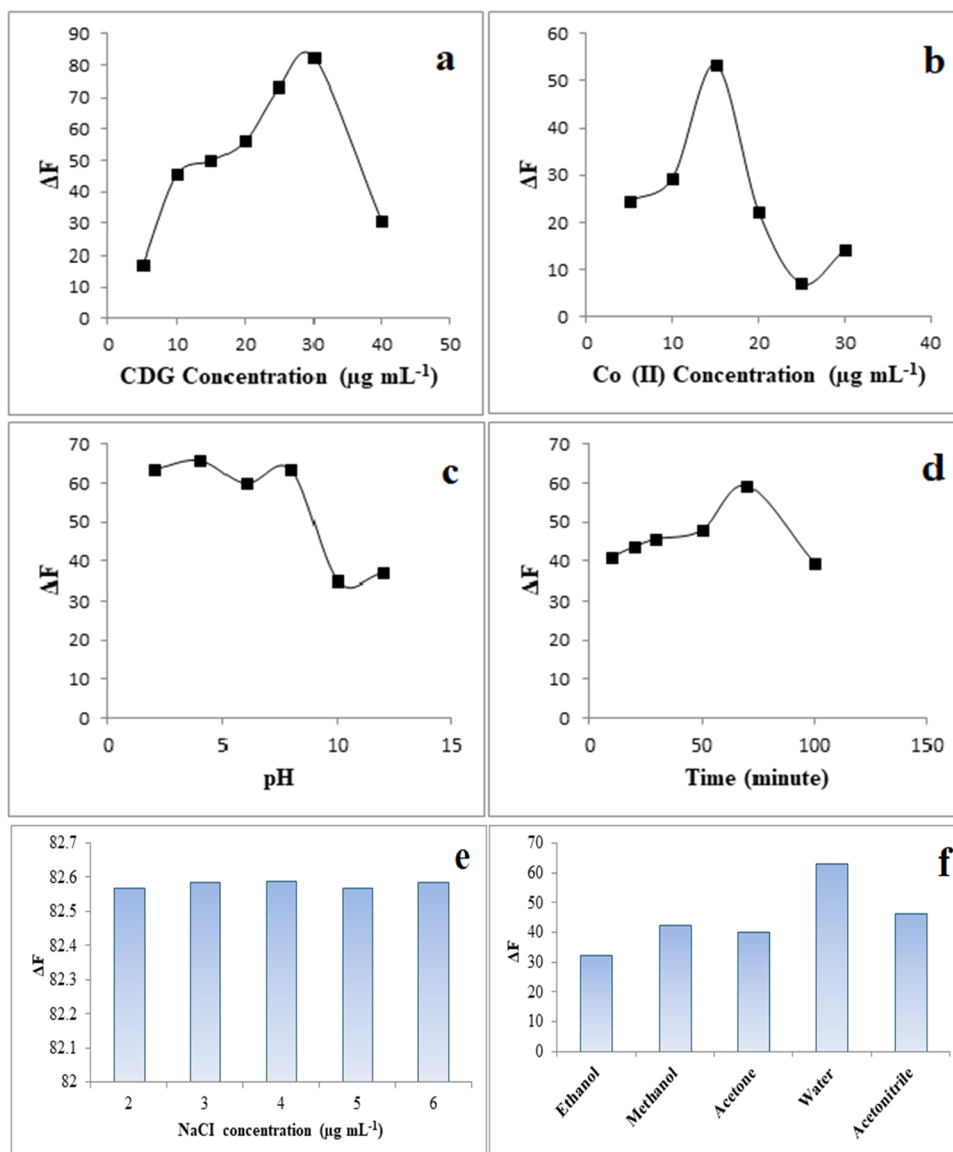 a
90
80
70
60
50
40
30
20
10
0
ΔF
0 10 20 30 40 50
CDG Concentration (µg mL-1)
b
60
50
40
30
20
10
0
ΔF
0 10 20 30 40
Co (II) Concentration (µg mL-1)
c
70
60
50
40
30
20
10
0
ΔF
0 5 10 15
pH
d
70
60
50
40
30
20
10
0
ΔF
0 50 100 150
Time (minute)
e
82.7
82.6
82.5
82.4
82.3
82.2
82.1
82
ΔF
2 3 4 5 6
NaCI concentration (µg mL-1)
f
70
60
50
40
30
20
10
0
ΔF
Ethanol Methanol Acetone Water Acetonitrile